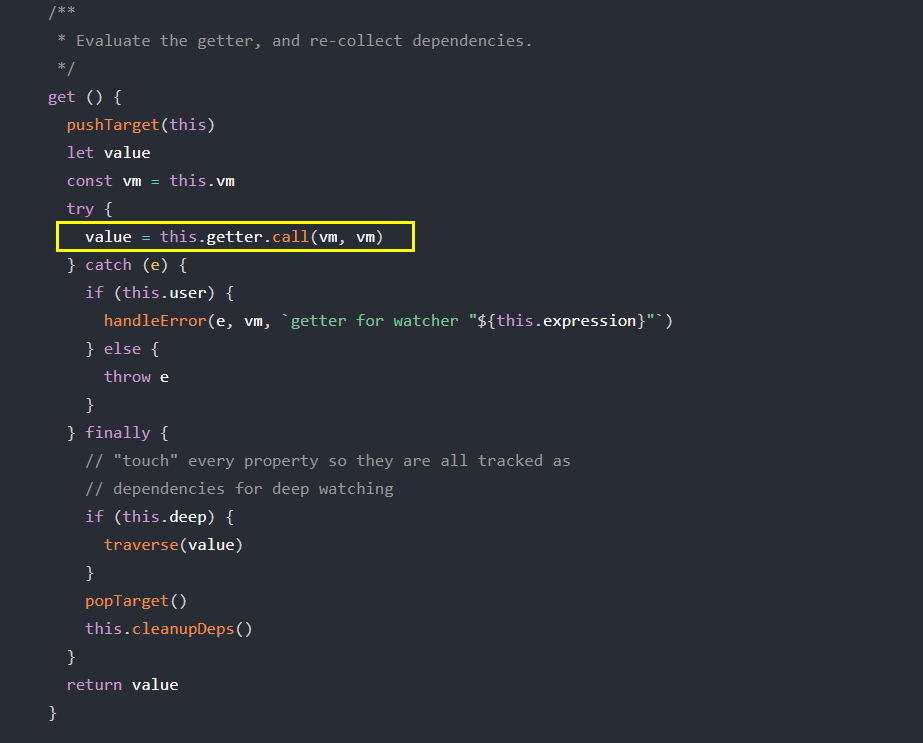 /**
 * Evaluate the getter, and re-collect dependencies.
 */
get () {
  pushTarget(this)
  let value
  const vm = this.vm
  try {
    value = this.getter.call(vm, vm)
  } catch (e) {
    if (this.user) {
      handleError(e, vm, `getter for watcher "${this.expression}"`)
    } else {
      throw e
    }
  } finally {
    // "touch" every property so they are all tracked as
    // dependencies for deep watching
    if (this.deep) {
      traverse(value)
    }
    popTarget()
    this.cleanupDeps()
  }
  return value
}